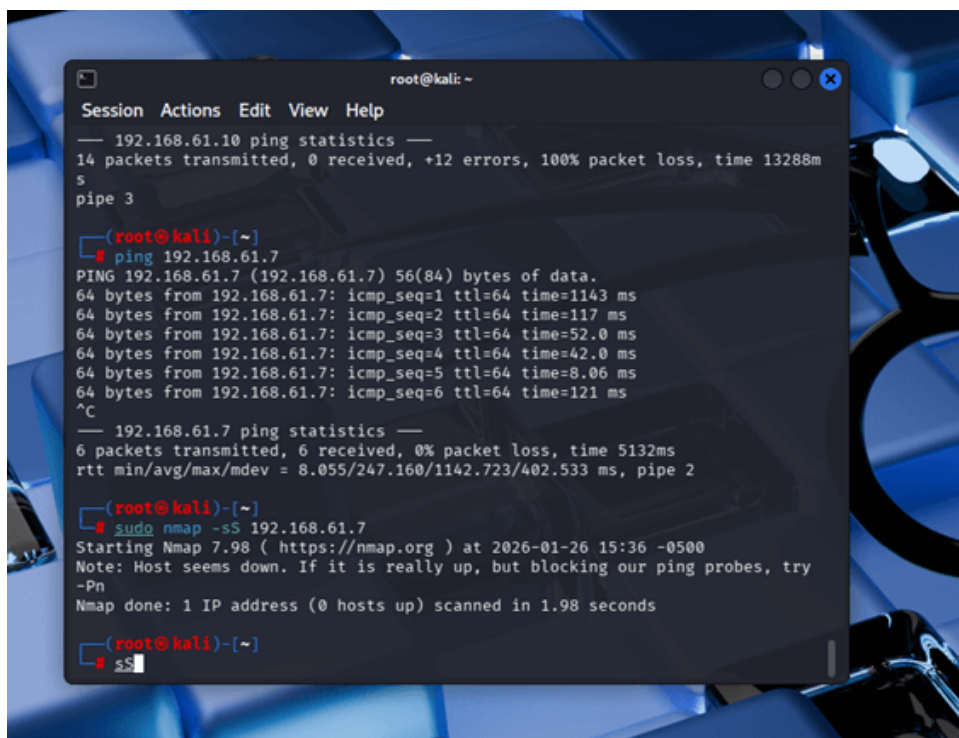 root@kali: ~
Session Actions Edit View Help
— 192.168.61.10 ping statistics —
14 packets transmitted, 0 received, +12 errors, 100% packet loss, time 13288m
s
pipe 3
┌──(root㉿kali)-[~]
└─# ping 192.168.61.7
PING 192.168.61.7 (192.168.61.7) 56(84) bytes of data.
64 bytes from 192.168.61.7: icmp_seq=1 ttl=64 time=1143 ms
64 bytes from 192.168.61.7: icmp_seq=2 ttl=64 time=117 ms
64 bytes from 192.168.61.7: icmp_seq=3 ttl=64 time=52.0 ms
64 bytes from 192.168.61.7: icmp_seq=4 ttl=64 time=42.0 ms
64 bytes from 192.168.61.7: icmp_seq=5 ttl=64 time=8.06 ms
64 bytes from 192.168.61.7: icmp_seq=6 ttl=64 time=121 ms
^C
— 192.168.61.7 ping statistics —
6 packets transmitted, 6 received, 0% packet loss, time 5132ms
rtt min/avg/max/mdev = 8.055/247.160/1142.723/402.533 ms, pipe 2
┌──(root㉿kali)-[~]
└─# sudo nmap -sS 192.168.61.7
Starting Nmap 7.98 ( https://nmap.org ) at 2026-01-26 15:36 -0500
Note: Host seems down. If it is really up, but blocking our ping probes, try
-Pn
Nmap done: 1 IP address (0 hosts up) scanned in 1.98 seconds
┌──(root㉿kali)-[~]
└─# sS